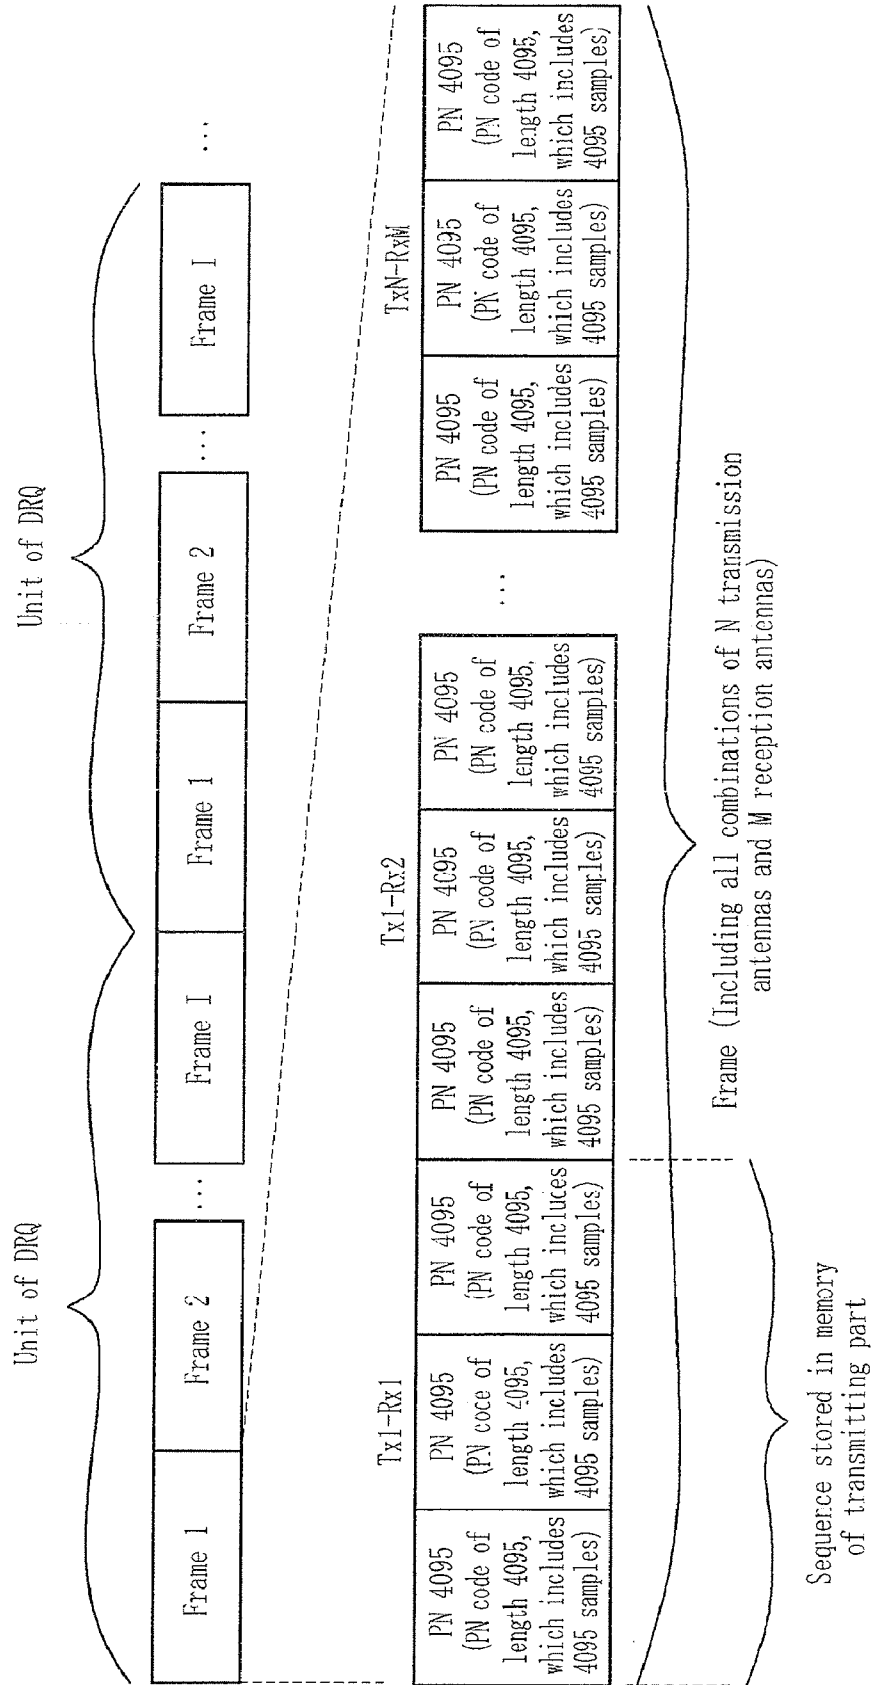 Unit of DRQ
Unit of DRQ
Frame 1
Frame 2
...
Frame I
Frame 1
Frame 2
...
Frame I
...
Tx1-Rx1
Tx1-Rx2
TxN-RxM
PN 4095
(PN code of
length 4095,
which includes
4095 samples)
PN 4095
(PN coce of
length 4095,
which includes
4095 samples)
PN 4095
(PN code of
length 4095,
which includes
4095 samples)
PN 4095
(PN code of
length 4095,
which includes
4095 samples)
PN 4095
(PN code of
length 4095,
which includes
4095 samples)
PN 4095
(PN code of
length 4095,
which includes
4095 samples)
...
PN 4095
(PN code of
length 4095,
which includes
4095 samples)
PN 4095
(PN code of
length 4095,
which includes
4095 samples)
PN 4095
(PN code of
length 4095,
which includes
4095 samples)
Frame (Including all combinations of N transmission
antennas and M reception antennas)
Sequence stored in memory
of transmitting part